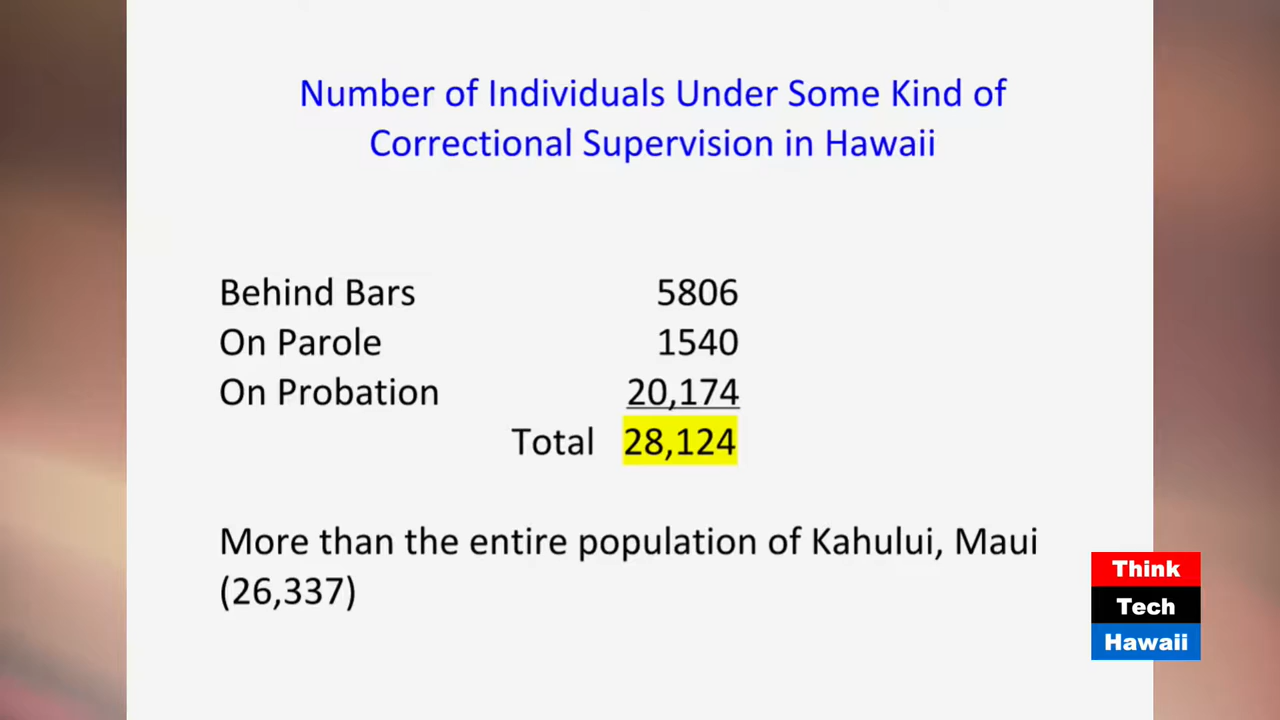 Number of Individuals Under Some Kind of
Correctional Supervision in Hawaii
Behind Bars 5806
On Parole 1540
On Probation 20,174
Total 28,124
More than the entire population of Kahului, Maui
(26,337)
Think
Tech
Hawaii